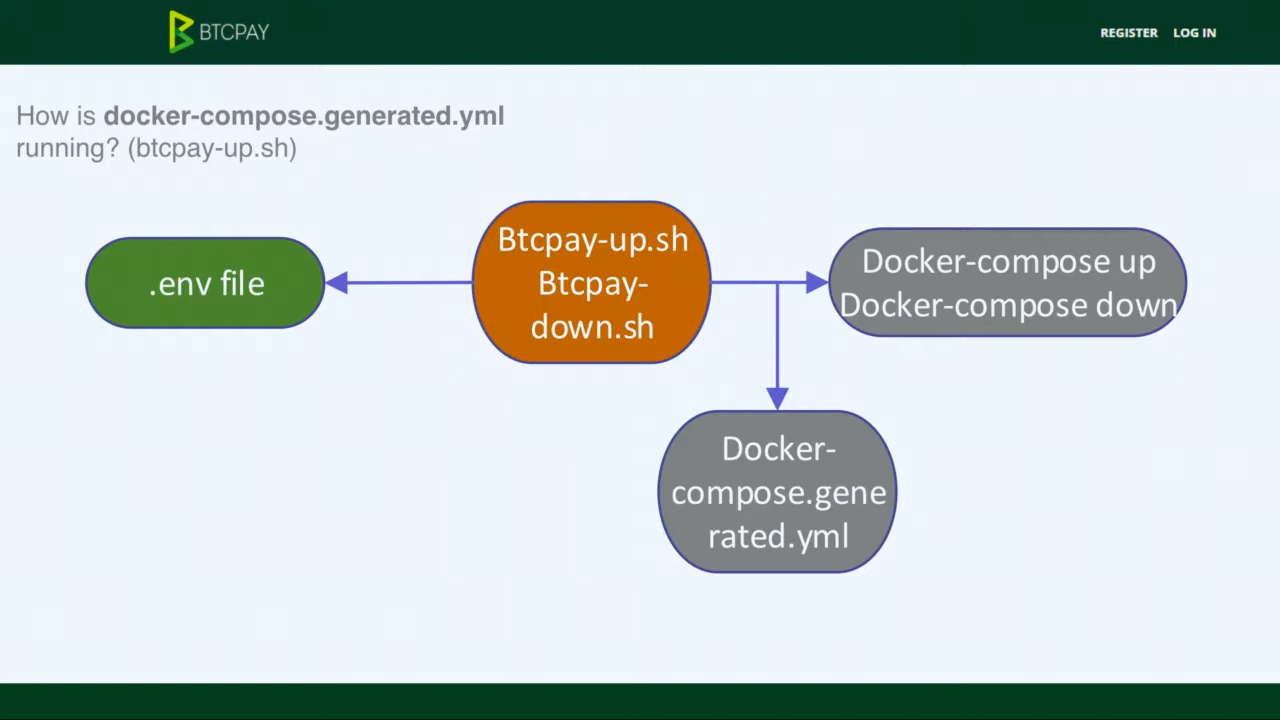 BTCPAY
REGISTER LOG IN
How is docker-compose.generated.yml
running? (btcpay-up.sh)
.env file
Btcpay-up.sh
Btcpay-
down.sh
Docker-compose up
Docker-compose down
Docker-
compose.gene
rated.yml